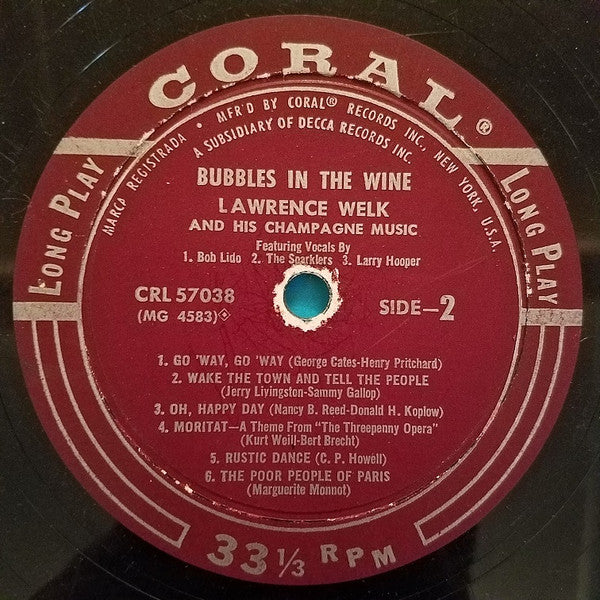 CORAL®
MARCA REGISTRADA • MFR'D BY CORAL® RECORDS INC., NEW YORK, U.S.A.
A SUBSIDIARY OF DECCA RECORDS INC.
LONG PLAY
LONG PLAY
BUBBLES IN THE WINE
LAWRENCE WELK
AND HIS CHAMPAGNE MUSIC
Featuring Vocals By
1. Bob Lido 2. The Sparklers 3. Larry Hooper
CRL 57038
(MG 4583)
SIDE—2
1. GO 'WAY, GO 'WAY (George Cates-Henry Pritchard)
2. WAKE THE TOWN AND TELL THE PEOPLE
(Jerry Livingston-Sammy Gallop)
3. OH, HAPPY DAY (Nancy B. Reed-Donald H. Koplow)
4. MORITAT—A Theme From "The Threepenny Opera"
(Kurt Weill-Bert Brecht)
5. RUSTIC DANCE (C. P. Howell)
6. THE POOR PEOPLE OF PARIS
(Marguerite Monnot)
33 1/3 RPM